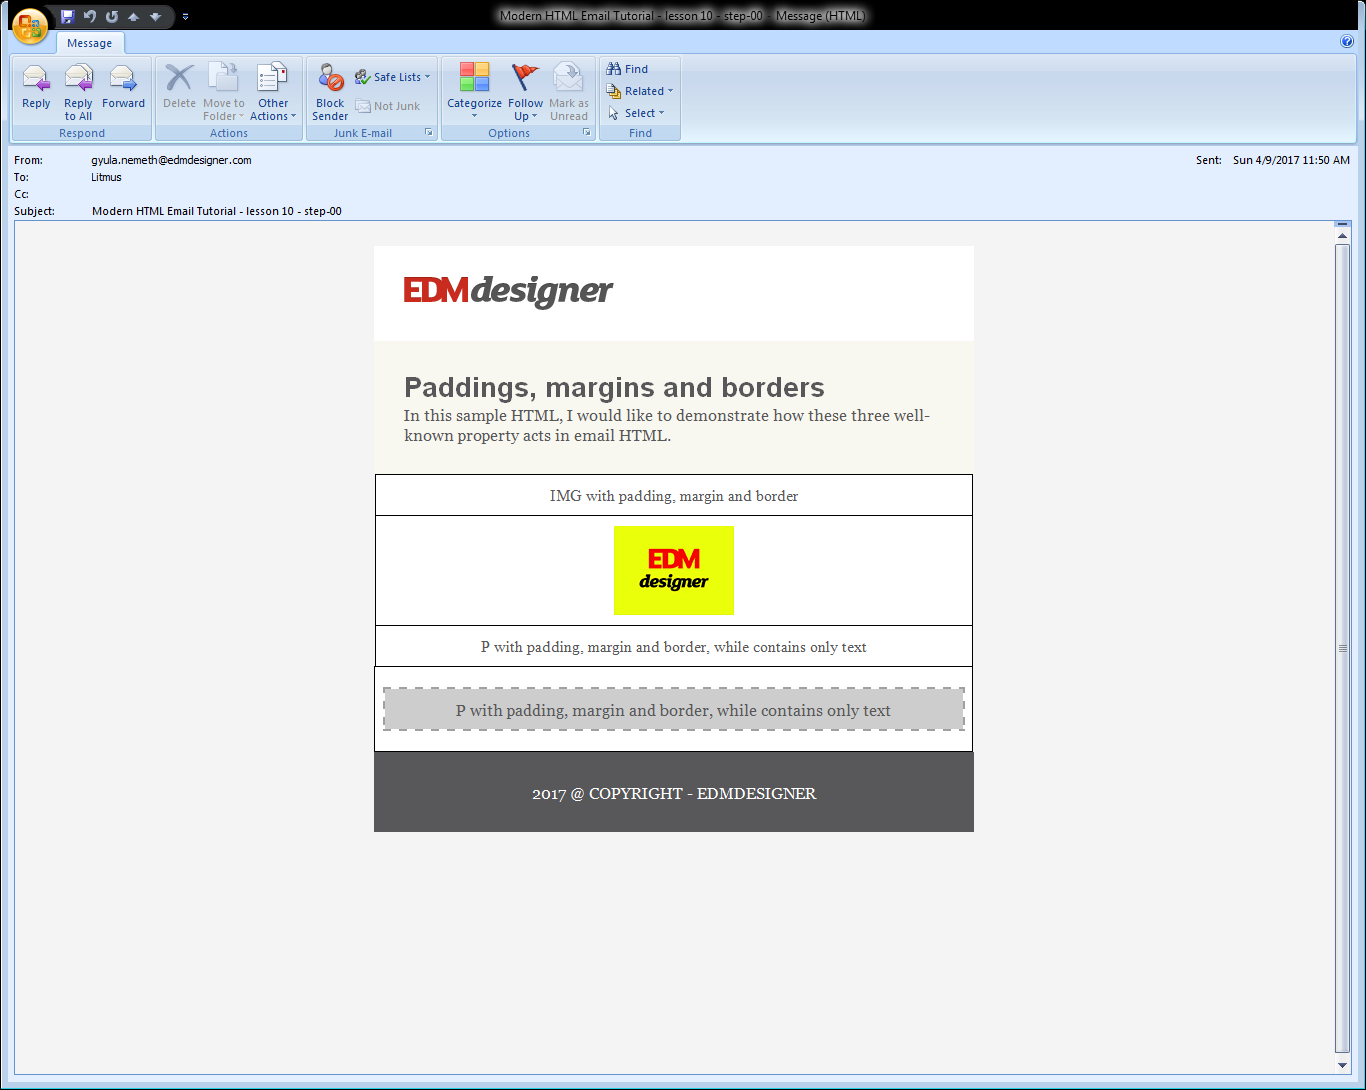 Modern HTML Email Tutorial - lesson 10 - step-00 - Message (HTML)
Message
Reply
Reply to All
Forward
Respond
Delete
Move to Folder
Other Actions
Actions
Block Sender
Safe Lists
Not Junk
Junk E-mail
Categorize
Follow Up
Mark as Unread
Options
Find
Related
Select
Find
From: gyula.nemeth@edmdesigner.com
Sent: Sun 4/9/2017 11:50 AM
To: Litmus
Cc:
Subject: Modern HTML Email Tutorial - lesson 10 - step-00
EDMdesigner
Paddings, margins and borders
In this sample HTML, I would like to demonstrate how these three well-
known property acts in email HTML.
IMG with padding, margin and border
EDM
designer
P with padding, margin and border, while contains only text
P with padding, margin and border, while contains only text
2017 @ COPYRIGHT - EDMDESIGNER